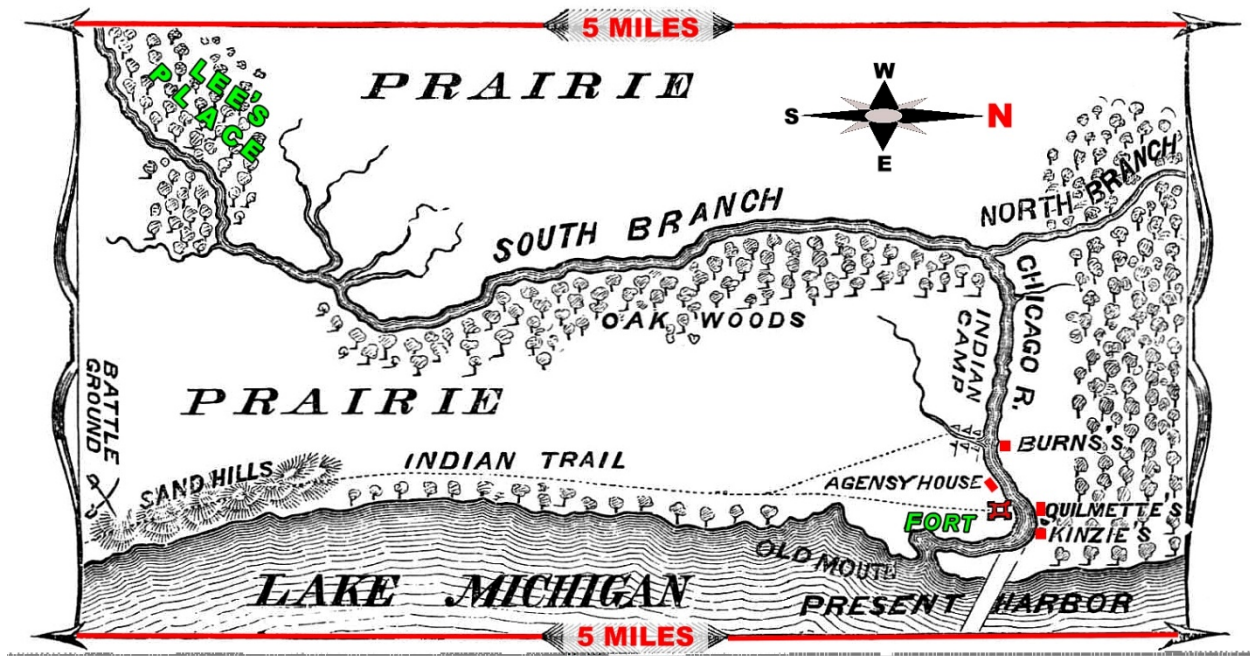 5 MILES
LEE'S
PLACE
PRAIRIE
W
S
N
E
NORTH BRANCH
SOUTH BRANCH
CHICAGO R.
OAK WOODS
INDIAN
CAMP
BATTLE
GROUND
PRAIRIE
BURNS'S
SAND HILLS
INDIAN TRAIL
AGENSY HOUSE
QUILMETTE'S
FORT
KINZIE'S
OLD MOUTH
LAKE MICHIGAN
PRESENT HARBOR
5 MILES